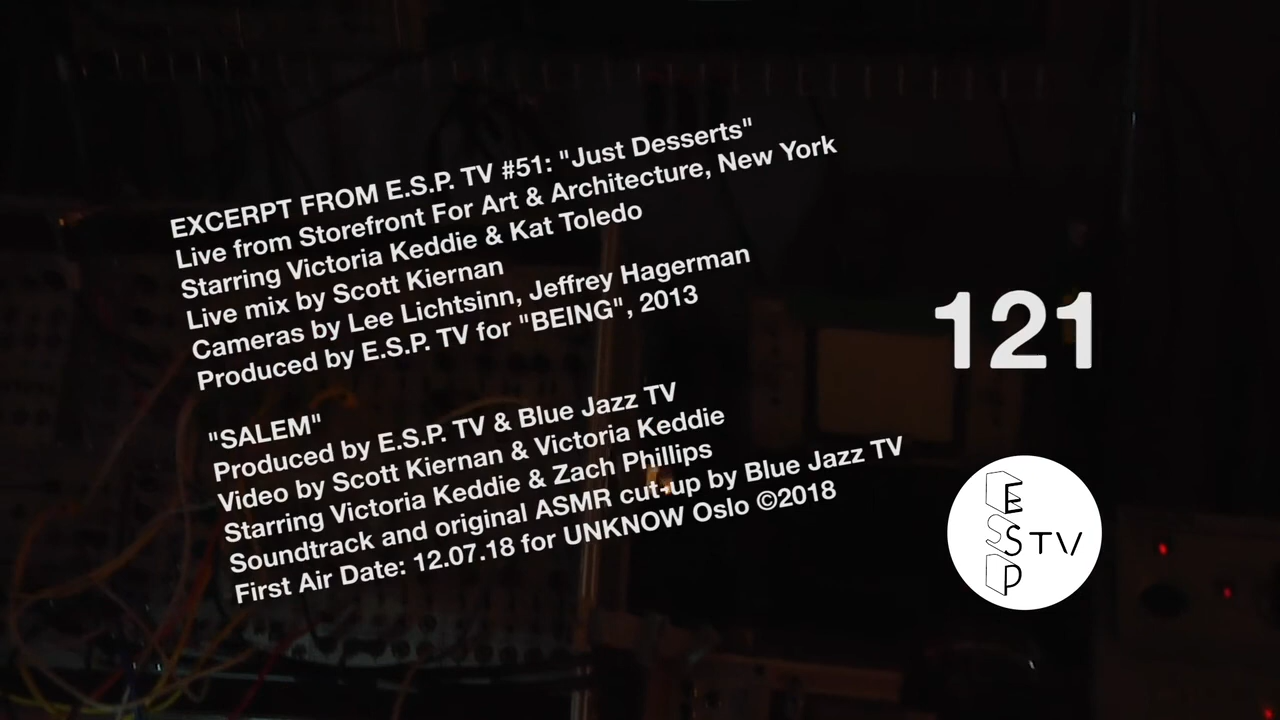 EXCERPT FROM E.S.P. TV #51: "Just Desserts"
Live from Storefront For Art & Architecture, New York
Starring Victoria Keddie & Kat Toledo
Live mix by Scott Kiernan
Cameras by Lee Lichtsinn, Jeffrey Hagerman
Produced by E.S.P. TV for "BEING", 2013
"SALEM"
Produced by E.S.P. TV & Blue Jazz TV
Video by Scott Kiernan & Victoria Keddie
Starring Victoria Keddie & Zach Phillips
Soundtrack and original ASMR cut-up by Blue Jazz TV
First Air Date: 12.07.18 for UNKNOW Oslo ©2018
121
ESP TV